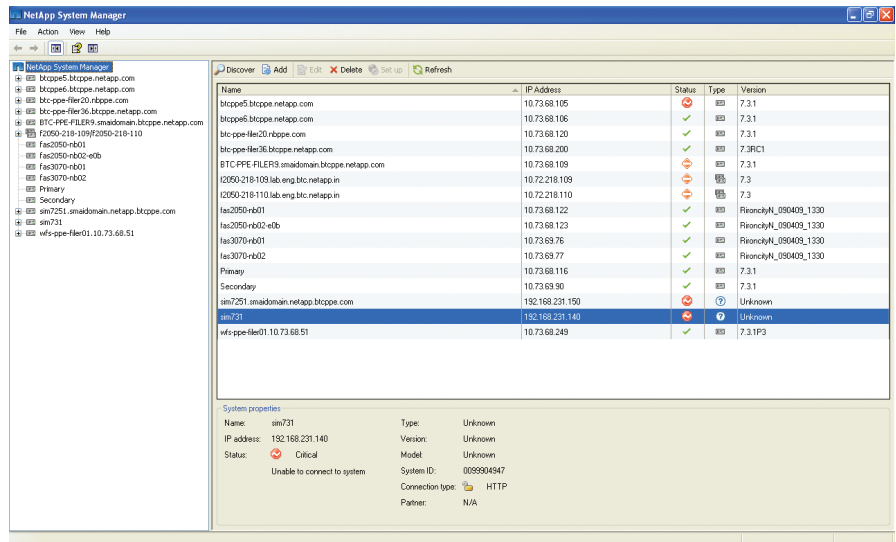 NetApp System Manager
File Action View Help
NetApp System Manager
btcppe5.btcppe.netapp.com
btcppe6.btcppe.netapp.com
btc-ppe-filer20.nbppe.com
btc-ppe-filer36.btcppe.netapp.com
BTC-PPE-FILER9.smaidomain.btcppe.netapp.com
f2050-218-109/f2050-218-110
fas2050-nb01
fas2050-nb02-e0b
fas3070-nb01
fas3070-nb02
Primary
Secondary
sim7251.smaidomain.netapp.btcppe.com
sim731
wfs-ppe-filer01.10.73.68.51
Discover Add Edit Delete Set up Refresh
Name IP Address Status Type Version
btcppe5.btcppe.netapp.com 10.73.68.105 7.3.1
btcppe6.btcppe.netapp.com 10.73.68.106 7.3.1
btc-ppe-filer20.nbppe.com 10.73.68.120 7.3.1
btc-ppe-filer36.btcppe.netapp.com 10.73.68.200 7.3RC1
BTC-PPE-FILER9.smaidomain.btcppe.netapp.com 10.73.68.109 7.3.1
f2050-218-109.lab.eng.btc.netapp.in 10.72.218.109 7.3
f2050-218-110.lab.eng.btc.netapp.in 10.72.218.110 7.3
fas2050-nb01 10.73.68.122 RironcityN_090409_1330
fas2050-nb02-e0b 10.73.68.123 RironcityN_090409_1330
fas3070-nb01 10.73.69.76 RironcityN_090409_1330
fas3070-nb02 10.73.69.77 RironcityN_090409_1330
Primary 10.73.68.116 7.3.1
Secondary 10.73.69.90 7.3.1
sim7251.smaidomain.netapp.btcppe.com 192.168.231.150 Unknown
sim731 192.168.231.140 Unknown
wfs-ppe-filer01.10.73.68.51 10.73.68.249 7.3.1P3
System properties
Name: sim731 Type: Unknown
IP address: 192.168.231.140 Version: Unknown
Status: Critical Model: Unknown
Unable to connect to system System ID: 0099904947
Connection type: HTTP
Partner: N/A